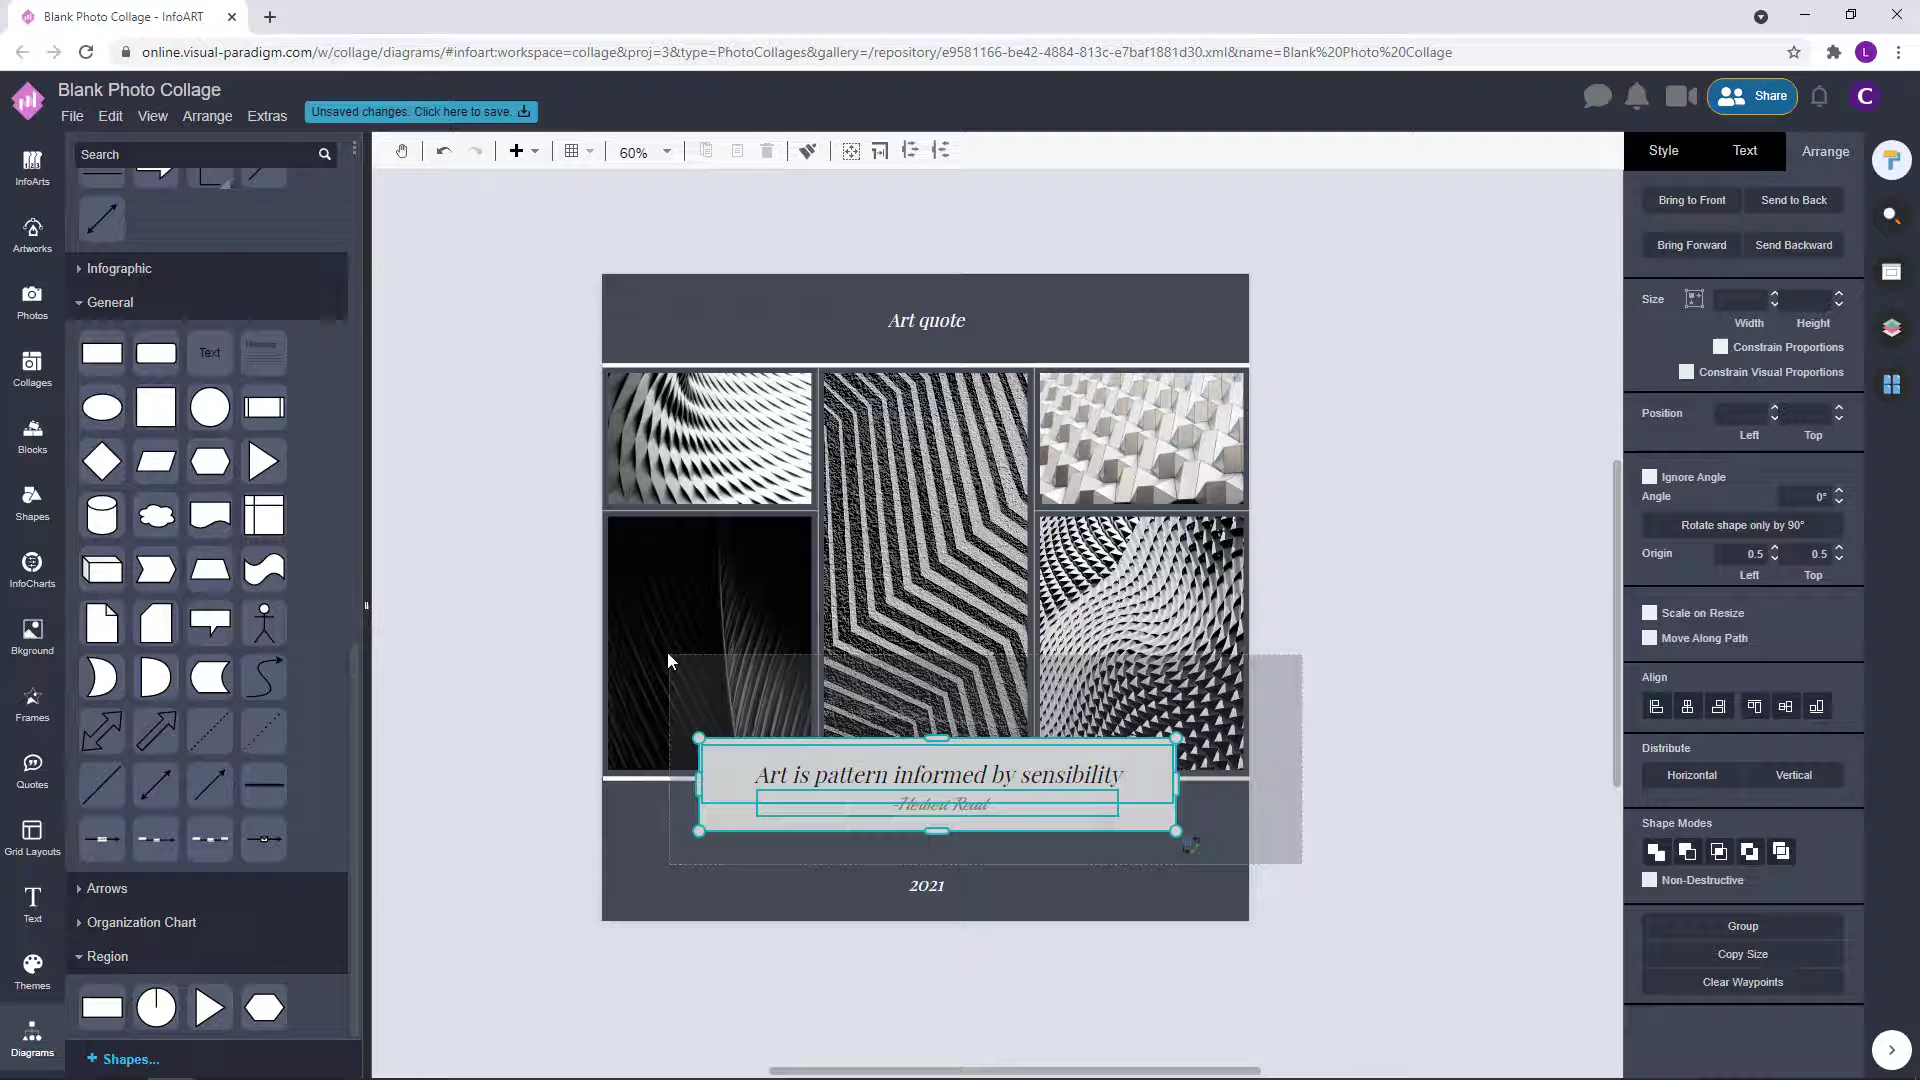 Blank Photo Collage - InfoART
online.visual-paradigm.com/w/collage/diagrams/#infoart:workspace=collage&proj=3&type=PhotoCollages&gallery=/repository/e9581166-be42-4884-813c-e7baf1881d30.xml&name=Blank%20Photo%20Collage
L
Blank Photo Collage
File Edit View Arrange Extras
Unsaved changes. Click here to save.
Share
C
Search
60%
Style Text Arrange
InfoArts
Artworks
Photos
Collages
Blocks
Shapes
InfoCharts
Bkground
Frames
Quotes
Grid Layouts
Text
Themes
Diagrams
Infographic
General
Text
Arrows
Organization Chart
Region
+ Shapes...
Art quote
Art is pattern informed by sensibility
-Herbert Read
2021
Bring to Front Send to Back
Bring Forward Send Backward
Size
Width Height
Constrain Proportions
Constrain Visual Proportions
Position
Left Top
Ignore Angle
Angle 0°
Rotate shape only by 90°
Origin 0.5 0.5
Left Top
Scale on Resize
Move Along Path
Align
Distribute
Horizontal Vertical
Shape Modes
Non-Destructive
Group
Copy Size
Clear Waypoints